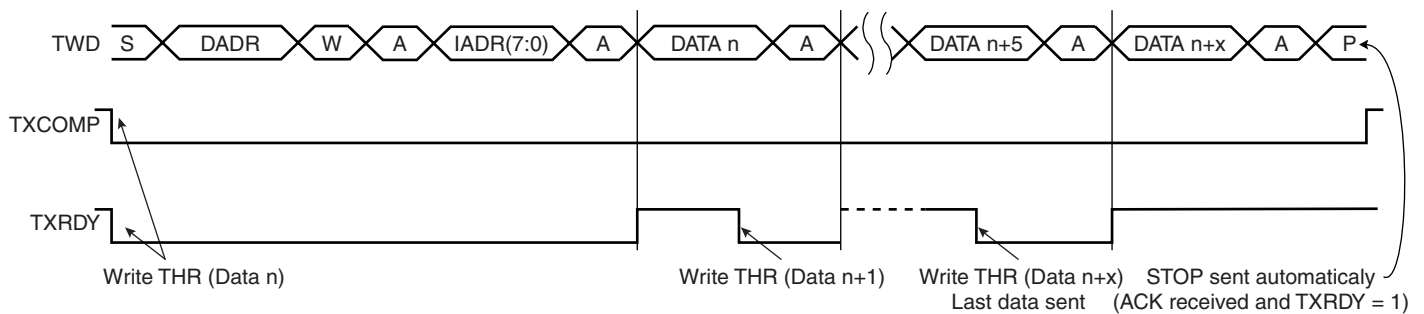 TWD S DADR W A IADR(7:0) A DATA n A DATA n+5 A DATA n+x A P
TXCOMP
TXRDY
Write THR (Data n) Write THR (Data n+1) Write THR (Data n+x) STOP sent automaticaly
Last data sent (ACK received and TXRDY = 1)